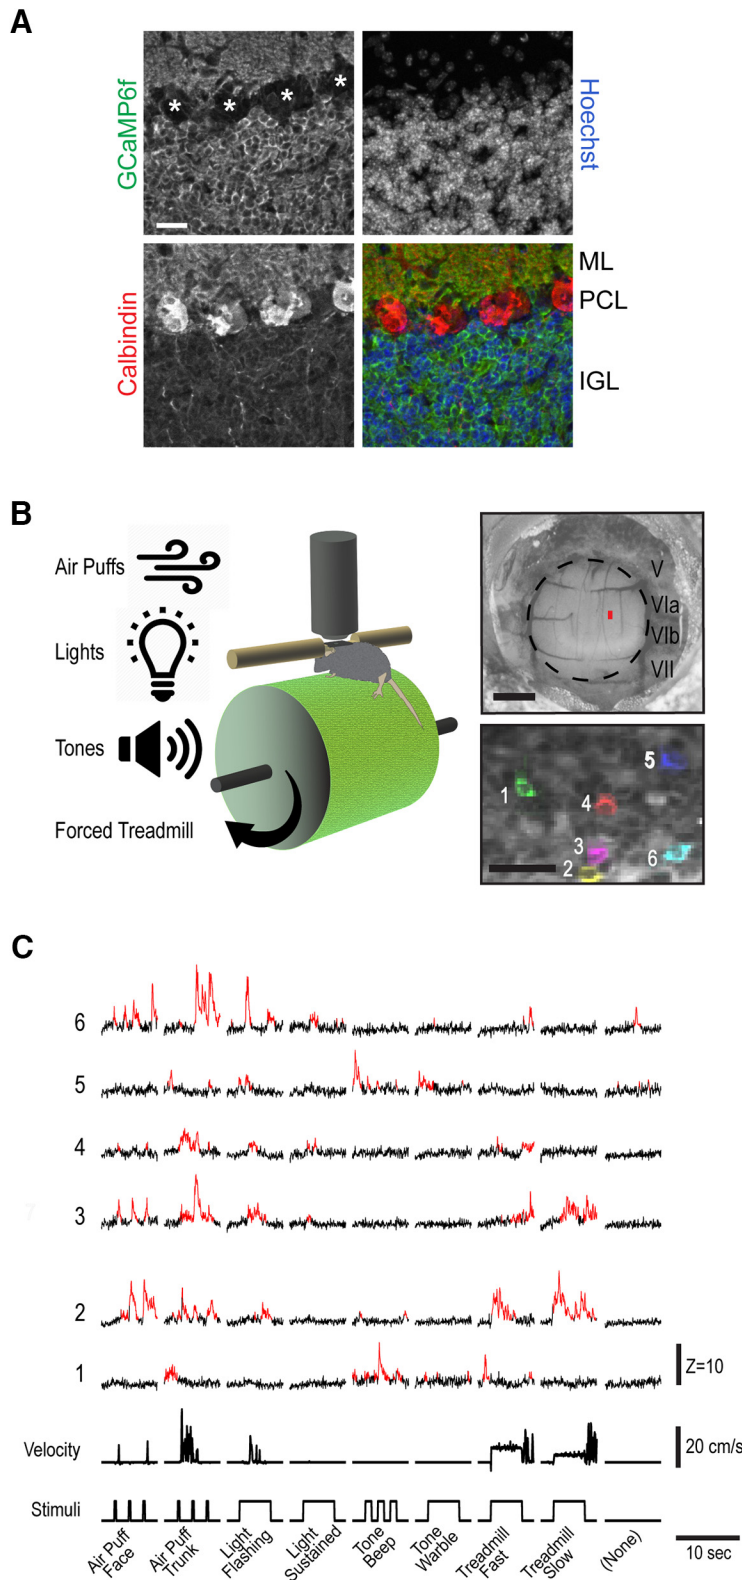 A
GCaMP6f
* * * *
Hoechst
Calbindin
ML
PCL
IGL
B
Air Puffs
Lights
Tones
Forced Treadmill
V
VIa
VIb
VII
1
5
4
3
2
6
C
6
5
4
7
3
2
1
Z=10
Velocity
20 cm/s
Stimuli
Air Puff Face
Air Puff Trunk
Light Flashing
Light Sustained
Tone Beep
Tone Warble
Treadmill Fast
Treadmill Slow
(None)
10 sec